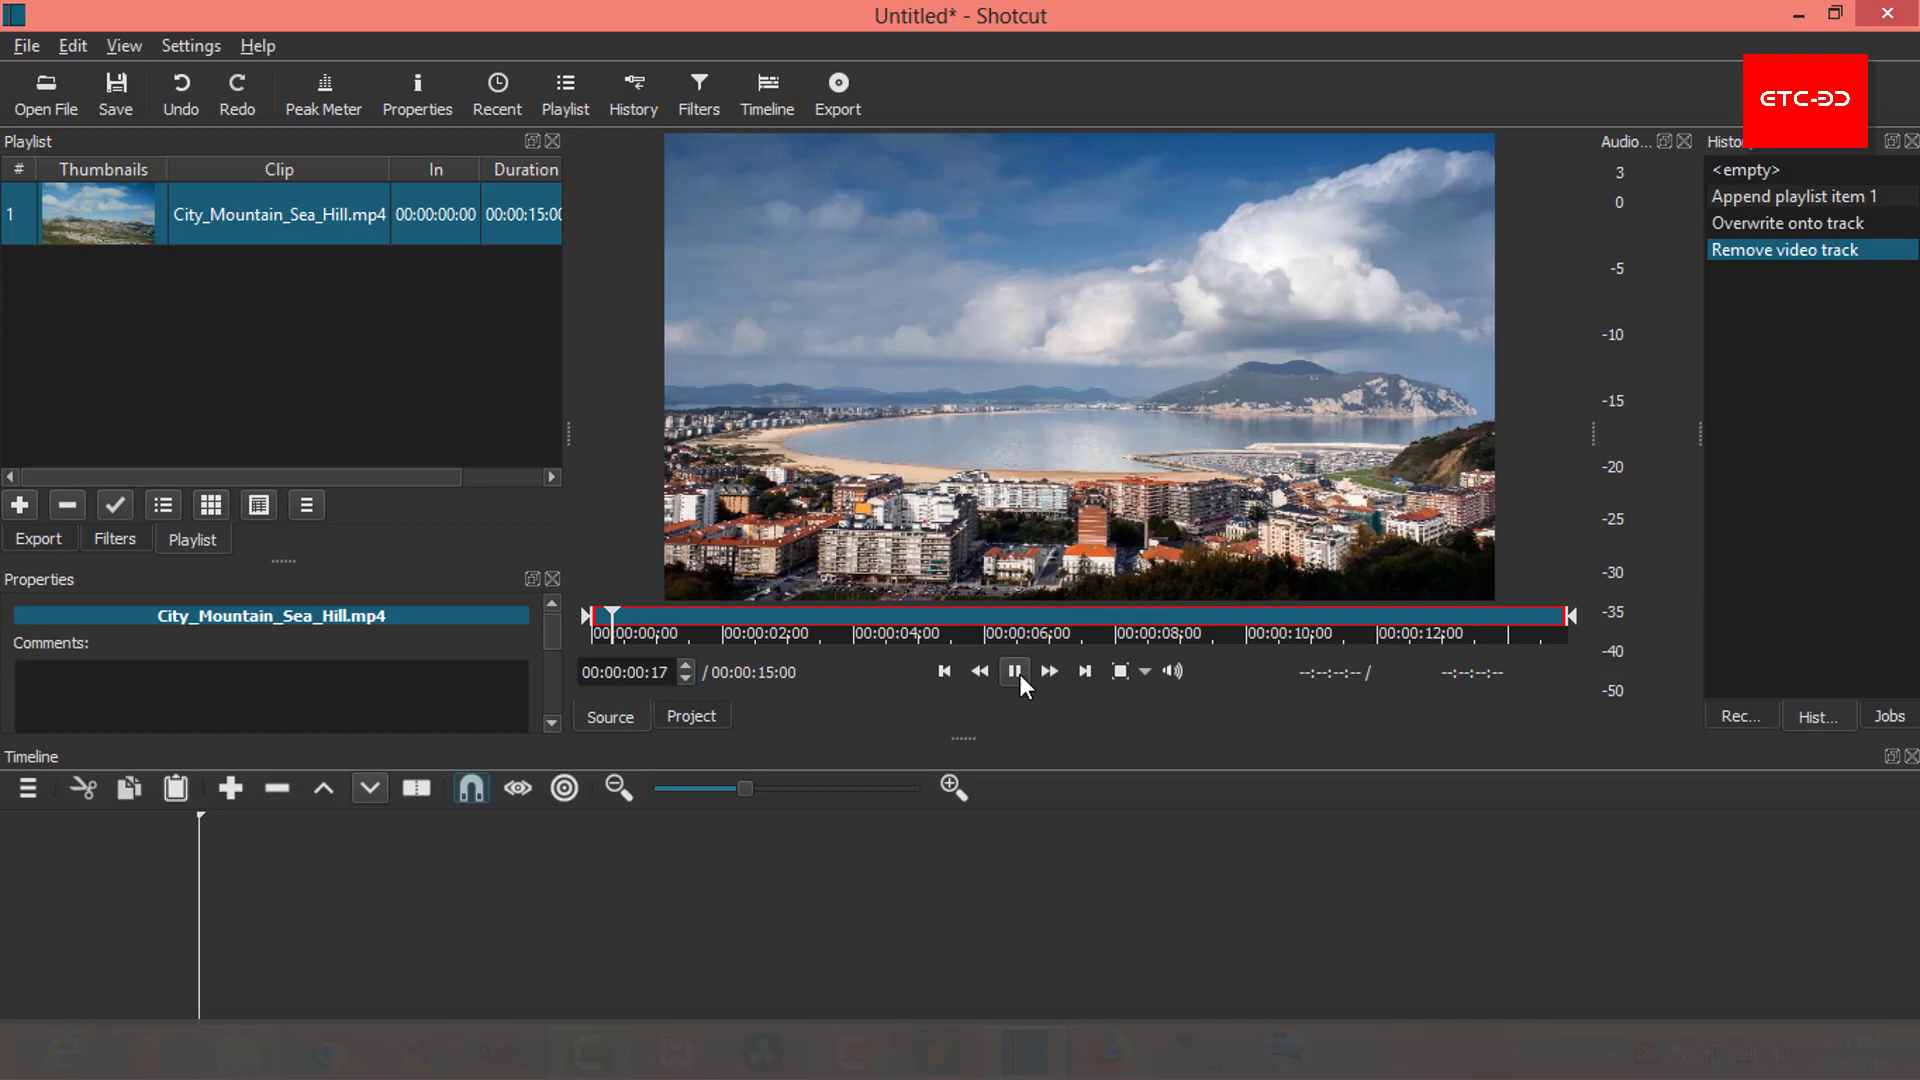 Untitled* - Shotcut
File Edit View Settings Help
Open File Save Undo Redo Peak Meter Properties Recent Playlist History Filters Timeline Export
ETC-3D
Playlist
# Thumbnails Clip In Duration
1 City_Mountain_Sea_Hill.mp4 00:00:00:00 00:00:15:00
Export Filters Playlist
Properties
City_Mountain_Sea_Hill.mp4
Comments:
00:00:00:00 00:00:02:00 00:00:04:00 00:00:06:00 00:00:08:00 00:00:10:00 00:00:12:00
00:00:00:17 / 00:00:15:00 --:--:--:-- / --:--:--:--
Source Project
Audio...
3
0
-5
-10
-15
-20
-25
-30
-35
-40
-50
<empty>
Append playlist item 1
Overwrite onto track
Remove video track
Rec... Hist... Jobs
Timeline